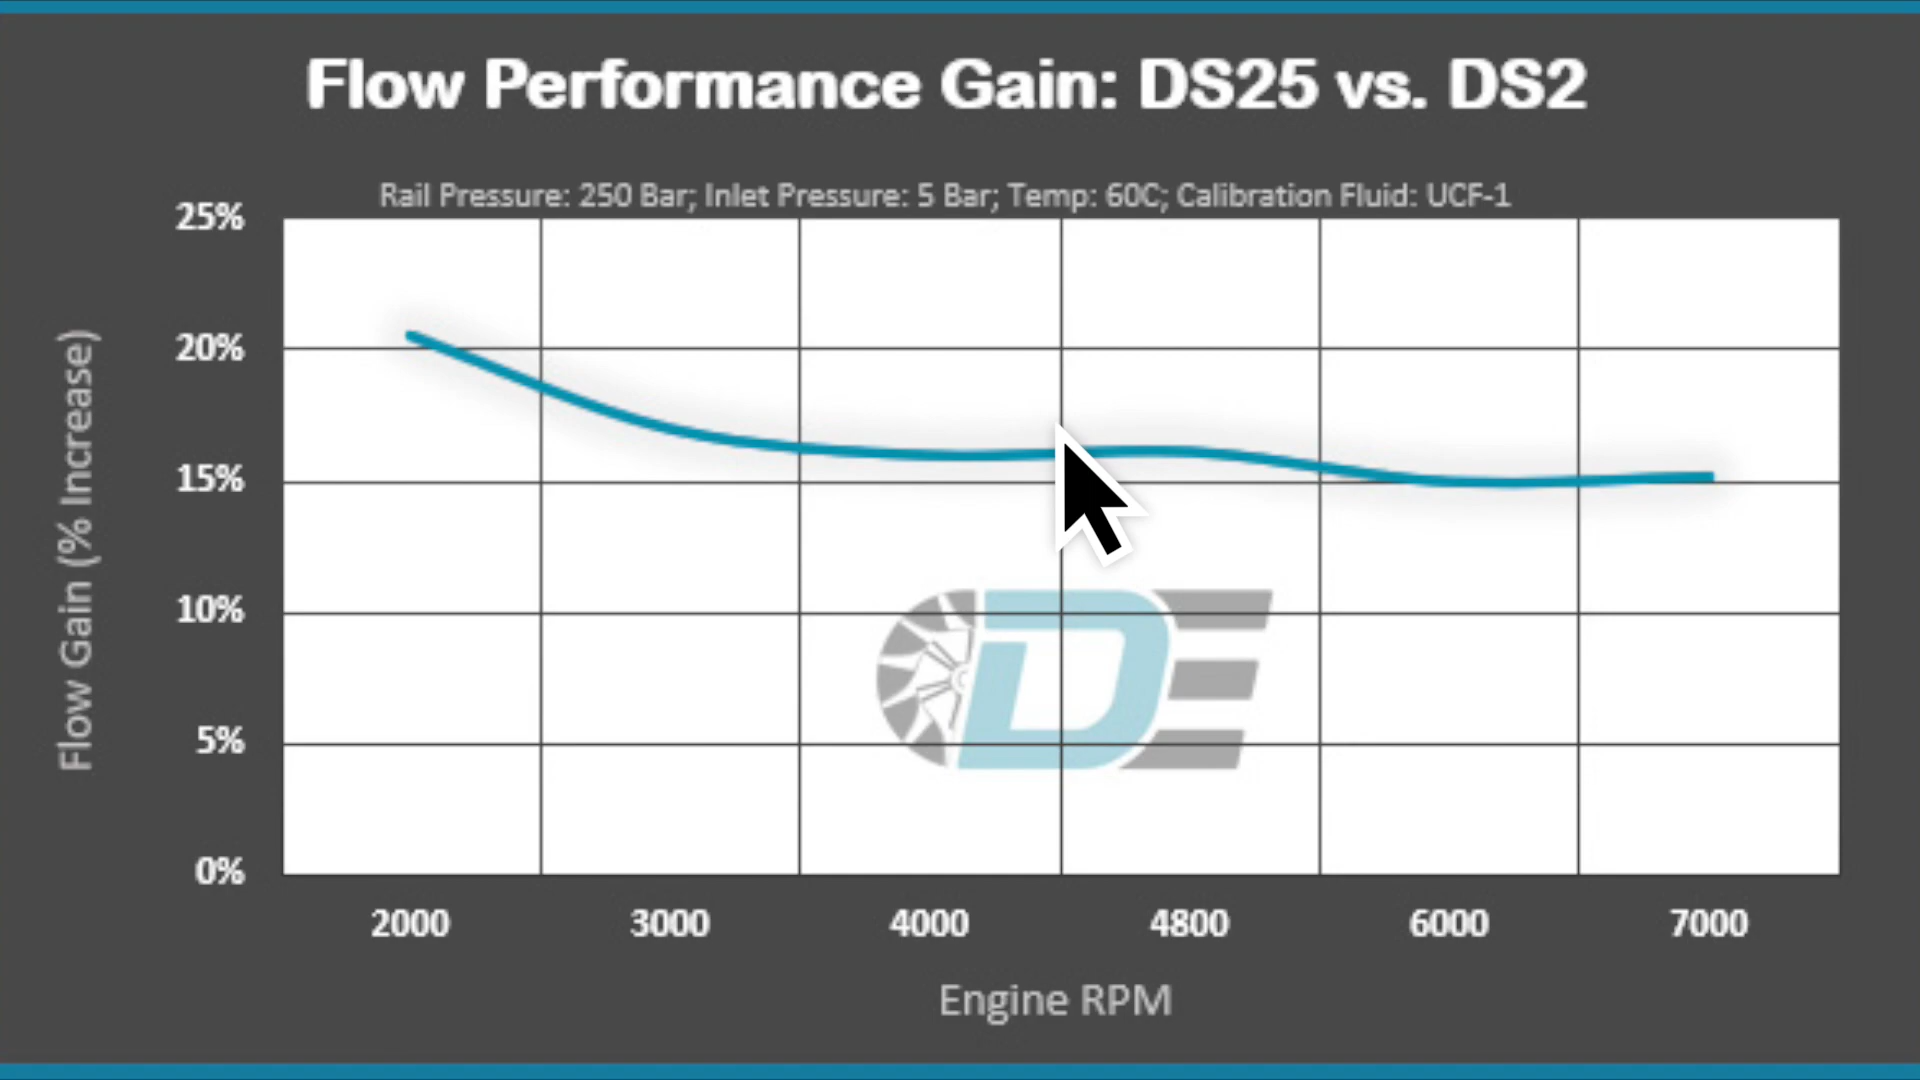 Flow Performance Gain: DS25 vs. DS2
Rail Pressure: 250 Bar; Inlet Pressure: 5 Bar; Temp: 60C; Calibration Fluid: UCF-1
25%
20%
15%
10%
5%
0%
Flow Gain (% Increase)
DE
2000 3000 4000 4800 6000 7000
Engine RPM